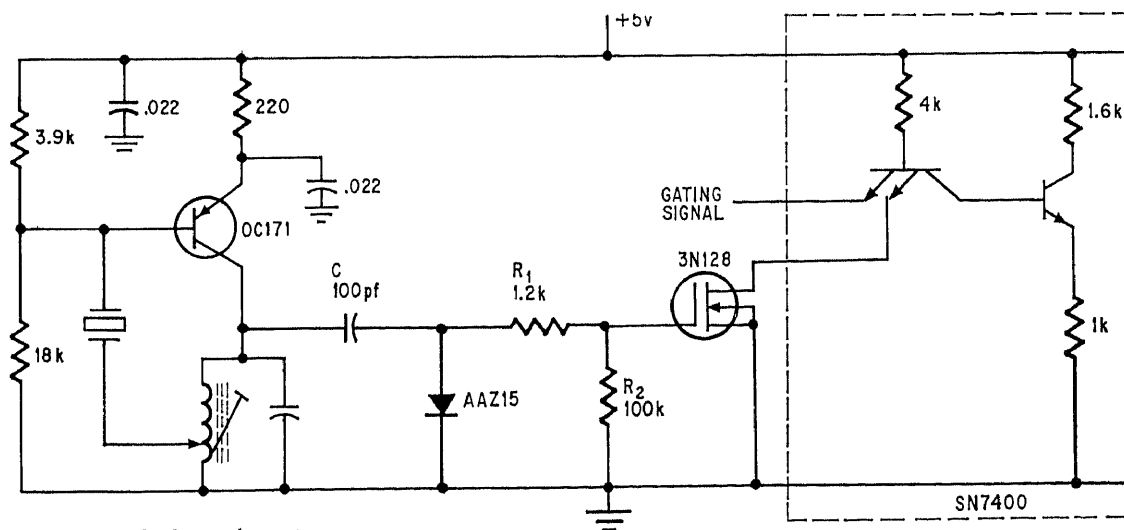 +5v
3.9k
.022
220
.022
OC171
18k
C
100pf
R1
1.2k
AAZ15
R2
100k
3N128
GATING
SIGNAL
4k
1.6k
1k
SN7400